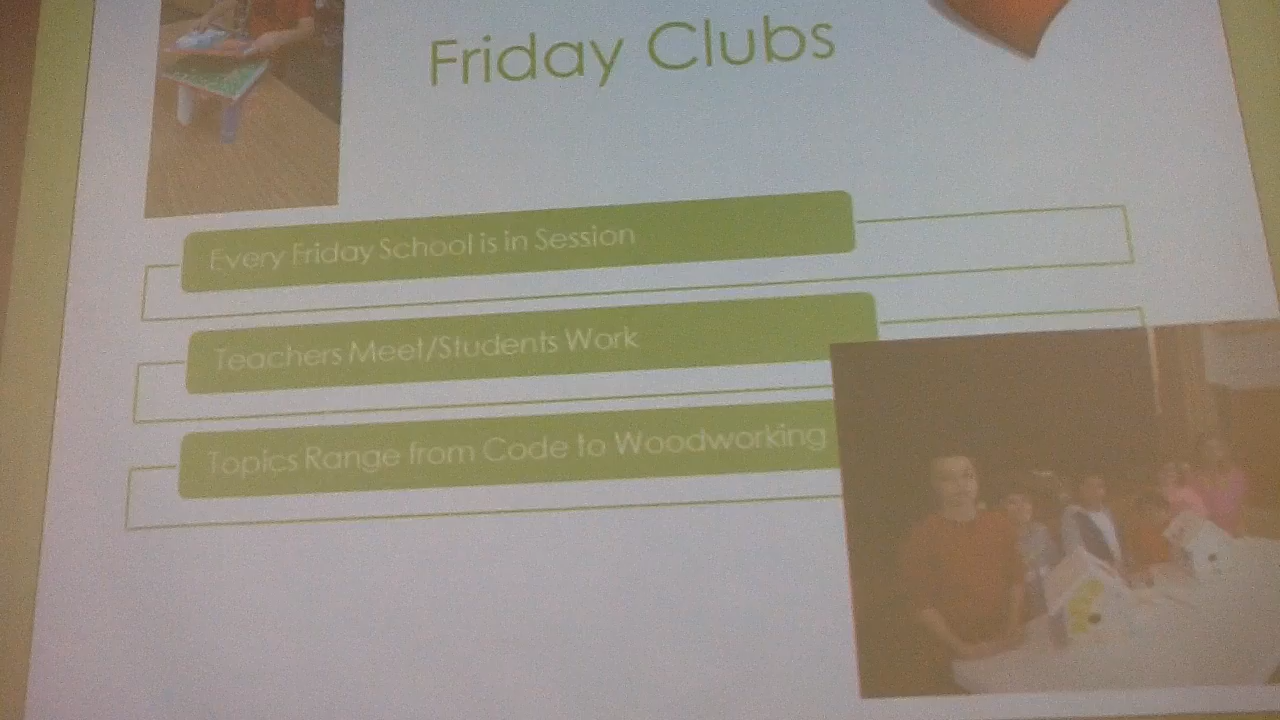 Friday Clubs
Every Friday School is in Session
Teachers Meet/Students Work
Topics Range from Code to Woodworking